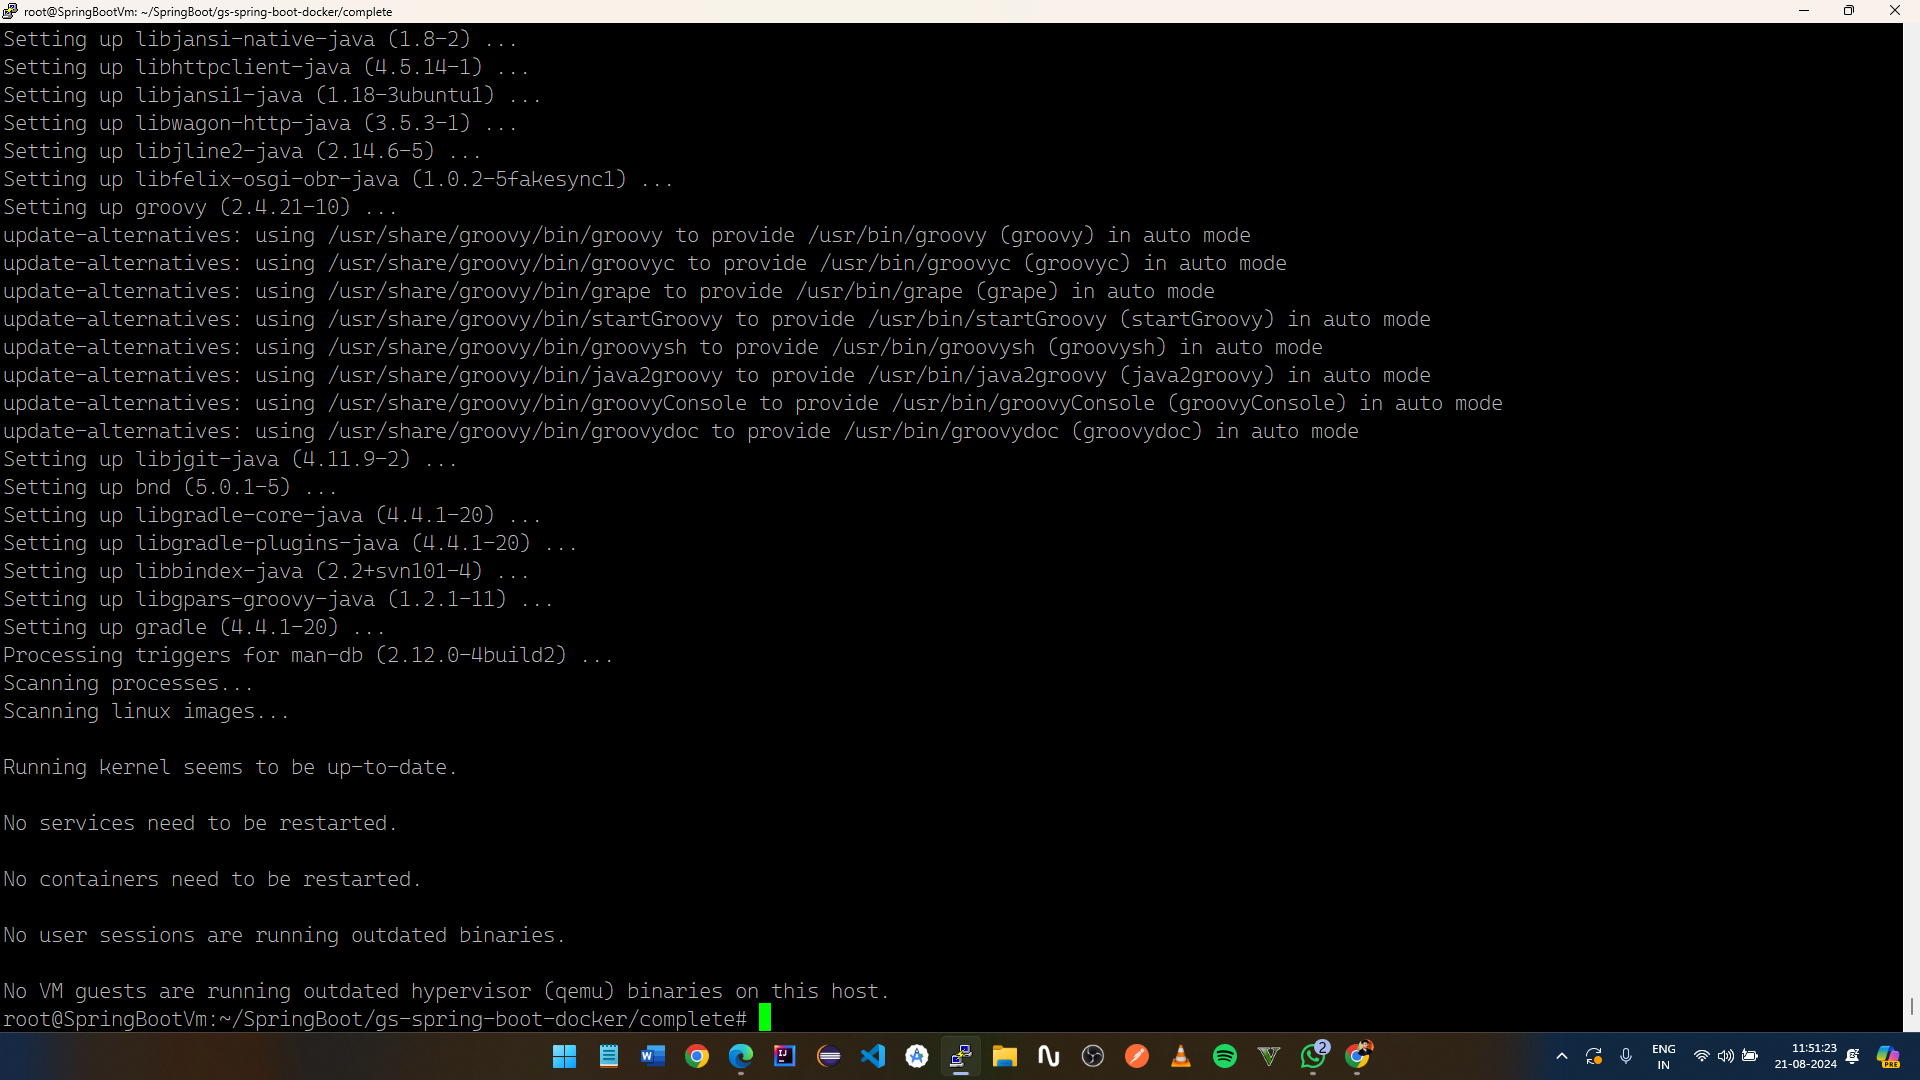 root@SpringBootVm: ~/SpringBoot/gs-spring-boot-docker/complete
Setting up libjansi-native-java (1.8-2) ...
Setting up libhttpclient-java (4.5.14-1) ...
Setting up libjansi1-java (1.18-3ubuntu1) ...
Setting up libwagon-http-java (3.5.3-1) ...
Setting up libjline2-java (2.14.6-5) ...
Setting up libfelix-osgi-obr-java (1.0.2-5fakesync1) ...
Setting up groovy (2.4.21-10) ...
update-alternatives: using /usr/share/groovy/bin/groovy to provide /usr/bin/groovy (groovy) in auto mode
update-alternatives: using /usr/share/groovy/bin/groovyc to provide /usr/bin/groovyc (groovyc) in auto mode
update-alternatives: using /usr/share/groovy/bin/grape to provide /usr/bin/grape (grape) in auto mode
update-alternatives: using /usr/share/groovy/bin/startGroovy to provide /usr/bin/startGroovy (startGroovy) in auto mode
update-alternatives: using /usr/share/groovy/bin/groovysh to provide /usr/bin/groovysh (groovysh) in auto mode
update-alternatives: using /usr/share/groovy/bin/java2groovy to provide /usr/bin/java2groovy (java2groovy) in auto mode
update-alternatives: using /usr/share/groovy/bin/groovyConsole to provide /usr/bin/groovyConsole (groovyConsole) in auto mode
update-alternatives: using /usr/share/groovy/bin/groovydoc to provide /usr/bin/groovydoc (groovydoc) in auto mode
Setting up libjgit-java (4.11.9-2) ...
Setting up bnd (5.0.1-5) ...
Setting up libgradle-core-java (4.4.1-20) ...
Setting up libgradle-plugins-java (4.4.1-20) ...
Setting up libbindex-java (2.2+svn101-4) ...
Setting up libgpars-groovy-java (1.2.1-11) ...
Setting up gradle (4.4.1-20) ...
Processing triggers for man-db (2.12.0-4build2) ...
Scanning processes...
Scanning linux images...
Running kernel seems to be up-to-date.
No services need to be restarted.
No containers need to be restarted.
No user sessions are running outdated binaries.
No VM guests are running outdated hypervisor (qemu) binaries on this host.
root@SpringBootVm:~/SpringBoot/gs-spring-boot-docker/complete#
2
ENG
IN
11:51:23
21-08-2024
PRE